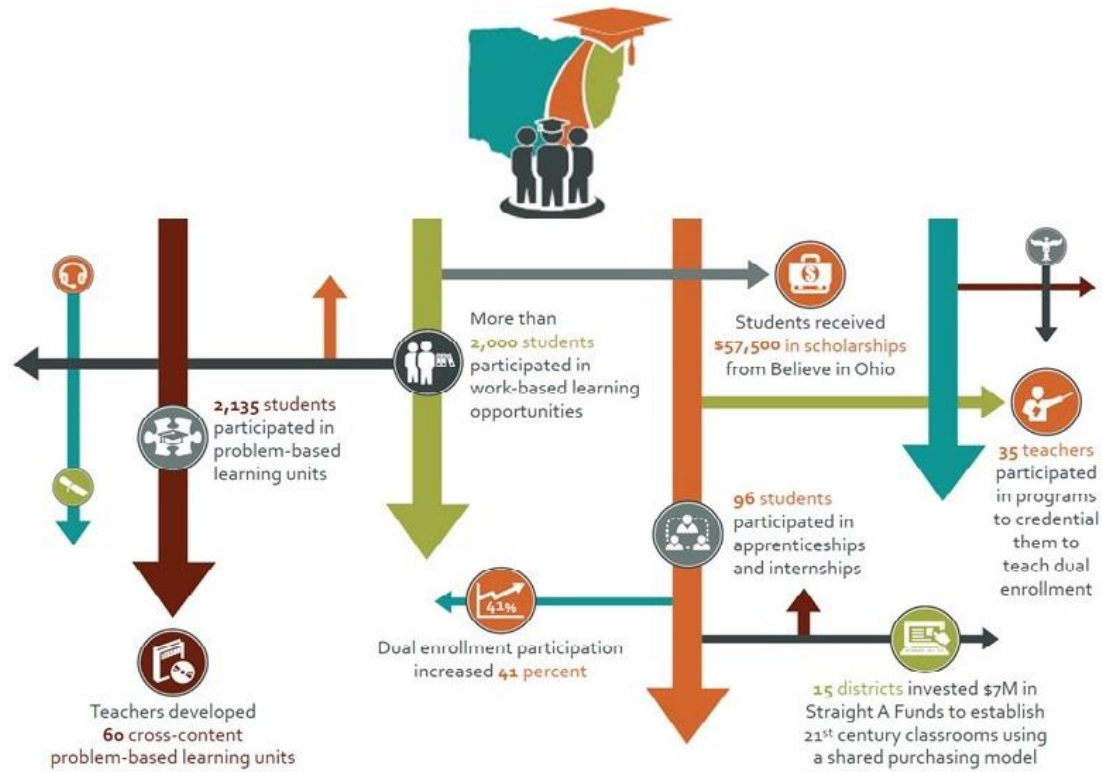 More than
2,000 students
participated in
work-based learning
opportunities
Students received
$57,500 in scholarships
from Believe in Ohio
2,135 students
participated in
problem-based
learning units
35 teachers
participated
in programs
to credential
them to
teach dual
enrollment
96 students
participated in
apprenticeships
and internships
41%
Dual enrollment participation
increased 41 percent
Teachers developed
60 cross-content
problem-based learning units
15 districts invested $7M in
Straight A Funds to establish
21st century classrooms using
a shared purchasing model